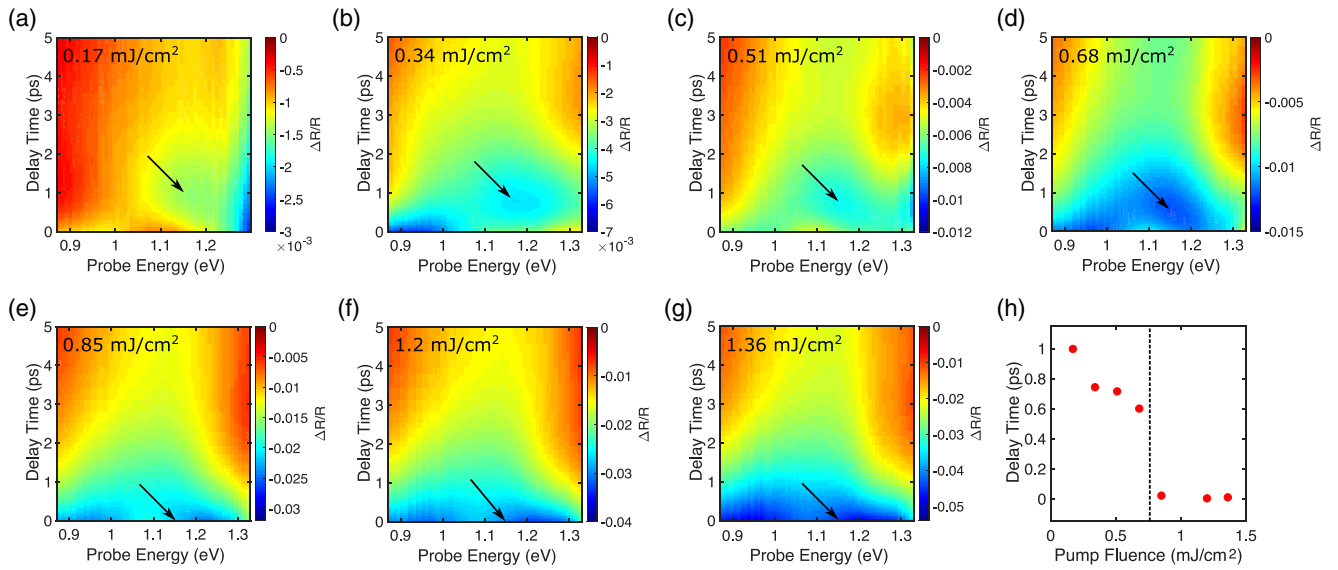 (a)
0.17 mJ/cm²
Delay Time (ps)
5
4
3
2
1
0
0.9 1 1.1 1.2
Probe Energy (eV)
0
-0.5
-1
-1.5
-2
-2.5
-3
×10⁻³
ΔR/R
(b)
0.34 mJ/cm²
Delay Time (ps)
5
4
3
2
1
0
0.9 1 1.1 1.2 1.3
Probe Energy (eV)
0
-1
-2
-3
-4
-5
-6
-7
×10⁻³
ΔR/R
(c)
0.51 mJ/cm²
Delay Time (ps)
5
4
3
2
1
0
0.9 1 1.1 1.2 1.3
Probe Energy (eV)
0
-0.002
-0.004
-0.006
-0.008
-0.010
-0.012
ΔR/R
(d)
0.68 mJ/cm²
Delay Time (ps)
5
4
3
2
1
0
0.9 1.0 1.1 1.2 1.3
Probe Energy (eV)
0
-0.005
-0.010
-0.015
ΔR/R
(e)
0.85 mJ/cm²
Delay Time (ps)
5
4
3
2
1
0
0.9 1.0 1.1 1.2 1.3
Probe Energy (eV)
0
-0.005
-0.01
-0.015
-0.02
-0.025
-0.03
ΔR/R
(f)
1.2 mJ/cm²
Delay Time (ps)
5
4
3
2
1
0
0.9 1.0 1.1 1.2 1.3
Probe Energy (eV)
0
-0.01
-0.02
-0.03
-0.04
ΔR/R
(g)
1.36 mJ/cm²
Delay Time (ps)
5
4
3
2
1
0
0.9 1.0 1.1 1.2 1.3
Probe Energy (eV)
0
-0.01
-0.02
-0.03
-0.04
-0.05
ΔR/R
(h)
Delay Time (ps)
1
0.8
0.6
0.4
0.2
0
0 0.5 1 1.5
Pump Fluence (mJ/cm²)